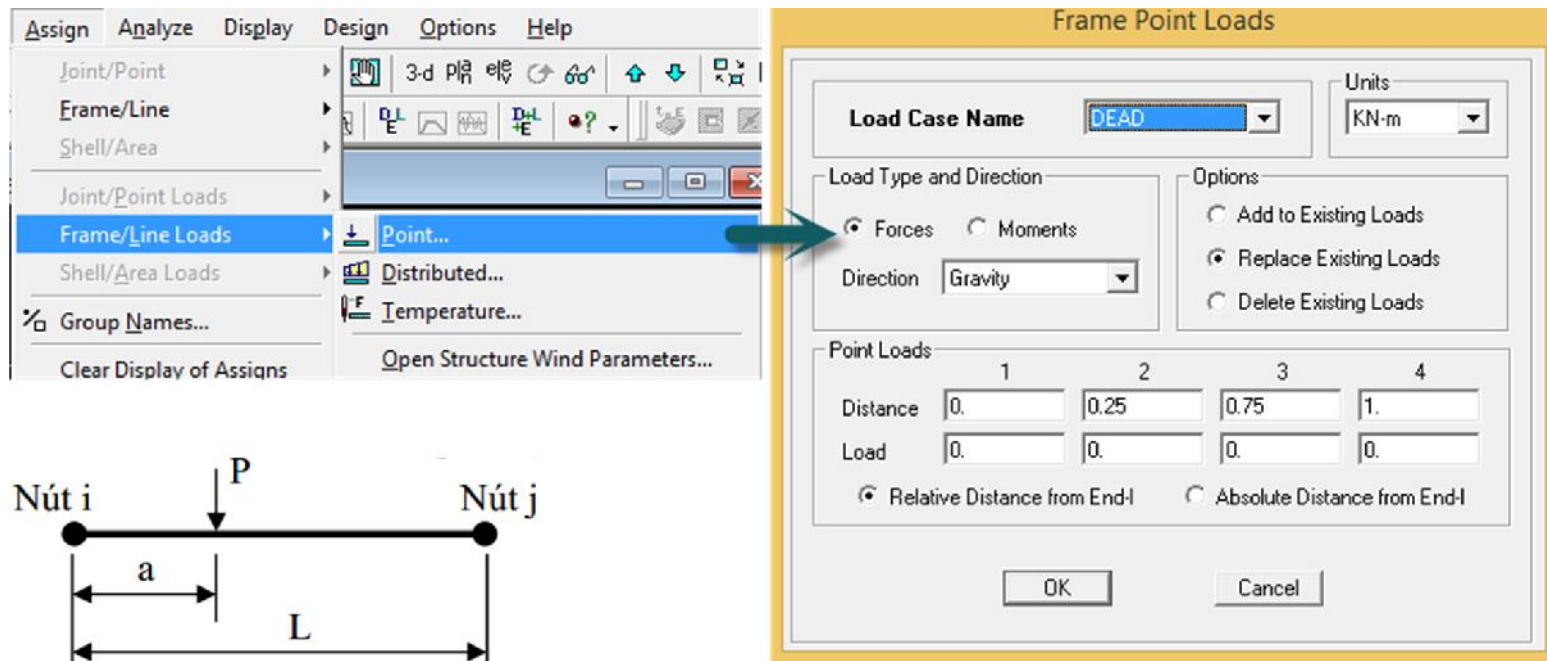 Assign Analyze Display Design Options Help
Joint/Point
Frame/Line
Shell/Area
Joint/Point Loads
Frame/Line Loads
Shell/Area Loads
Group Names...
Clear Display of Assigns
3-d
Point...
Distributed...
Temperature...
Open Structure Wind Parameters...
Nút i
P
Nút j
a
L
Frame Point Loads
Load Case Name DEAD
Units
KN-m
Load Type and Direction
Forces Moments
Direction Gravity
Options
Add to Existing Loads
Replace Existing Loads
Delete Existing Loads
Point Loads
1 2 3 4
Distance 0. 0.25 0.75 1.
Load 0. 0. 0. 0.
Relative Distance from End-I Absolute Distance from End-I
OK Cancel